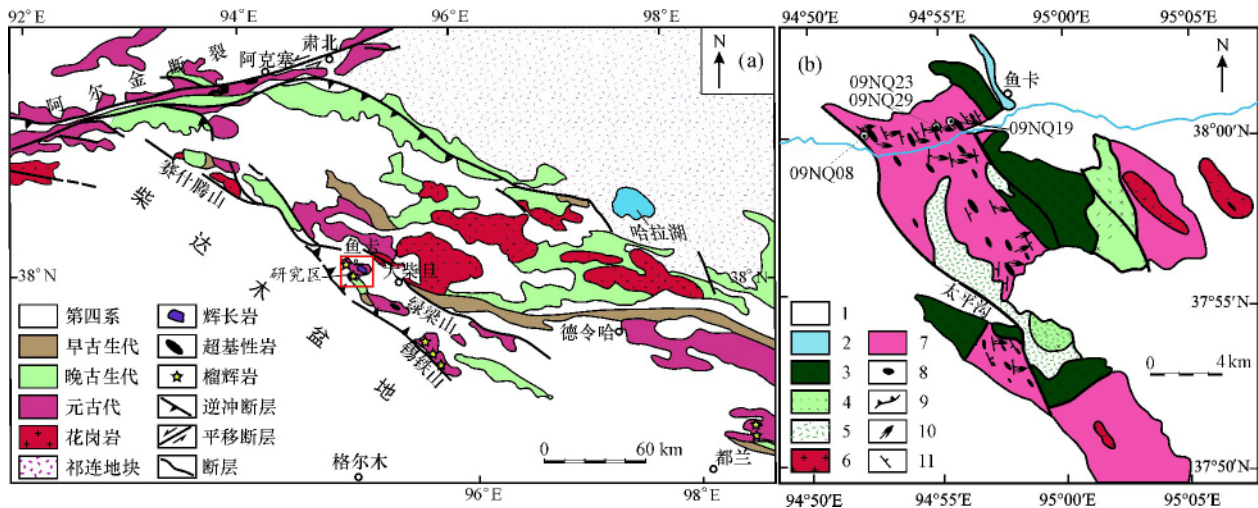 92°E
94°E
96°E
98°E
肃北
阿克塞
阿尔金断裂
N
(a)
赛什腾山
柴达木盆地
哈拉湖
鱼卡
研究区
大柴旦
38°N
38°N
绿梁山
锡铁山
德令哈
第四系
辉长岩
早古生代
超基性岩
晚古生代
榴辉岩
元古代
逆冲断层
花岗岩
平移断层
祁连地块
断层
格尔木
0 60 km
都兰
96°E
98°E
94°50′E
94°55′E
95°00′E
95°05′E
(b)
N
09NQ23
09NQ29
鱼卡
09NQ19
38°00′N
09NQ08
37°55′N
太平沟
1
2
7
3
8
0 4 km
4
9
5
10
6
11
37°50′N
94°50′E
94°55′E
95°00′E
95°05′E